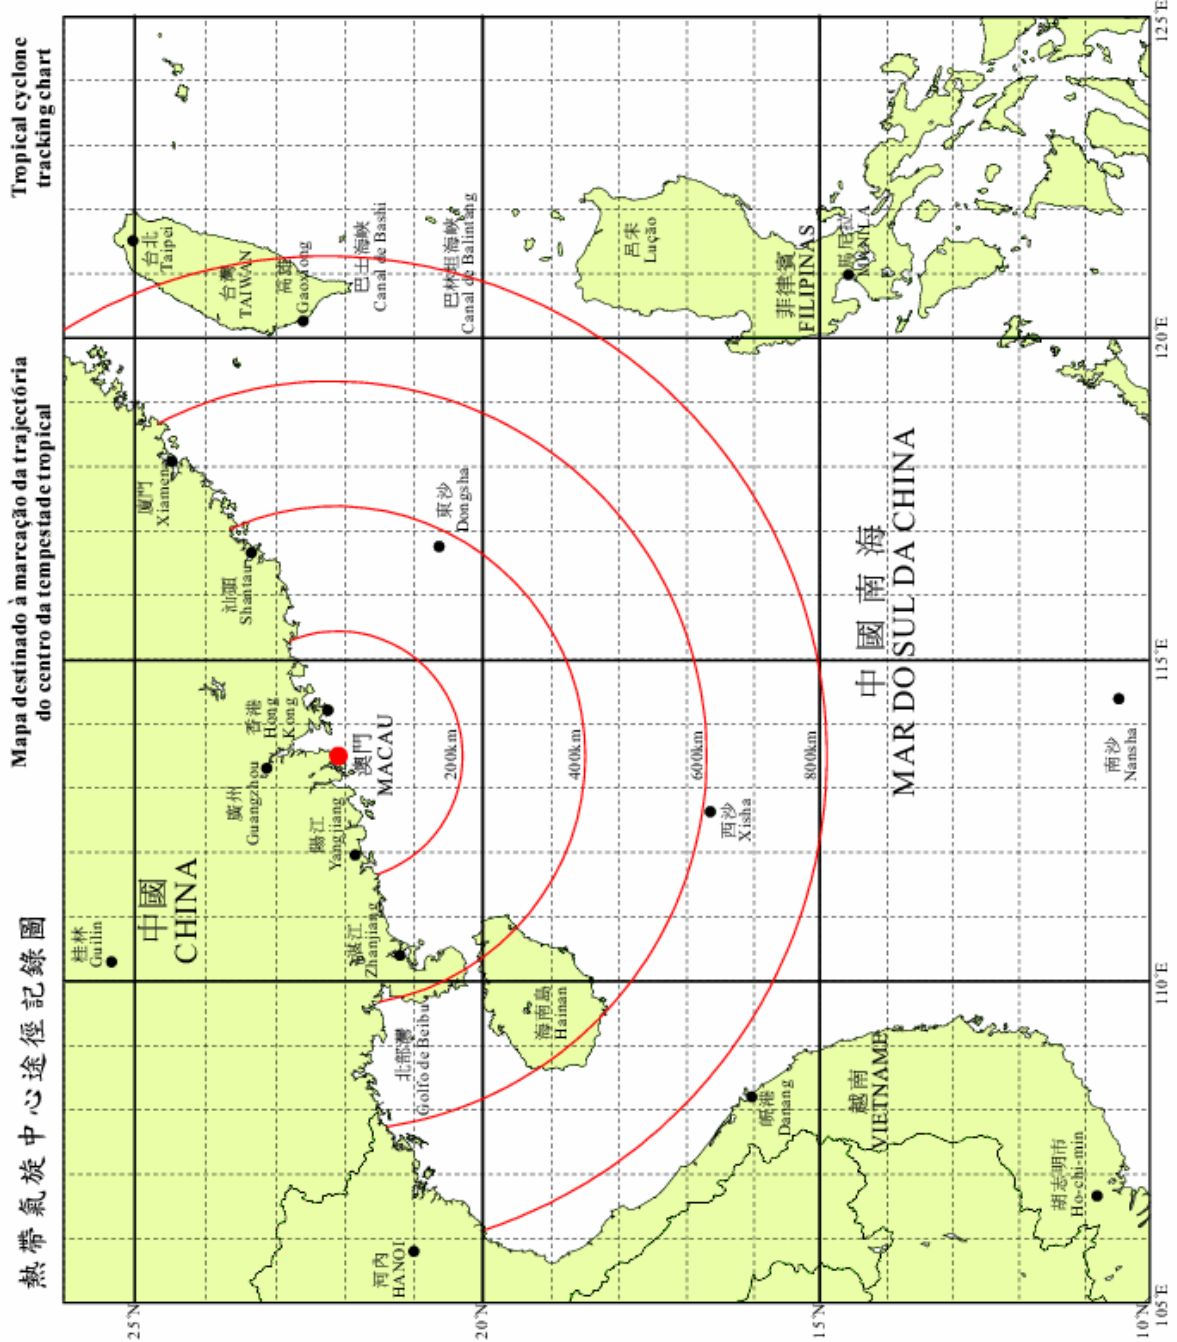 熱帶氣旋中心途徑記錄圖
Mapa destinado à marcação da trajectória
do centro da tempestade tropical
Tropical cyclone
tracking chart
25°N
20°N
15°N
10°N
105°E
110°E
115°E
120°E
125°E
桂林
Guilin
中國
CHINA
廣州
Guangzhou
香港
Hong
Kong
汕頭
Shantau
廈門
Xiamen
台北
Taipei
台灣
TAIWAN
高雄
Gaoxiong
陽江
Yangjiang
澳門
MACAU
湛江
Zhanjiang
北部灣
Golfo de Beibu
河內
HANOI
海南島
Hainan
東沙
Dongsha
巴士海峽
Canal de Bashi
巴林坦海峽
Canal de Balintang
200km
400km
600km
800km
西沙
Xisha
呂宋
Lução
菲律賓
FILIPINAS
馬尼拉
MANILA
峴港
Danang
越南
VIETNAME
胡志明市
Ho-chi-min
中國南海
MAR DO SUL DA CHINA
南沙
Nansha